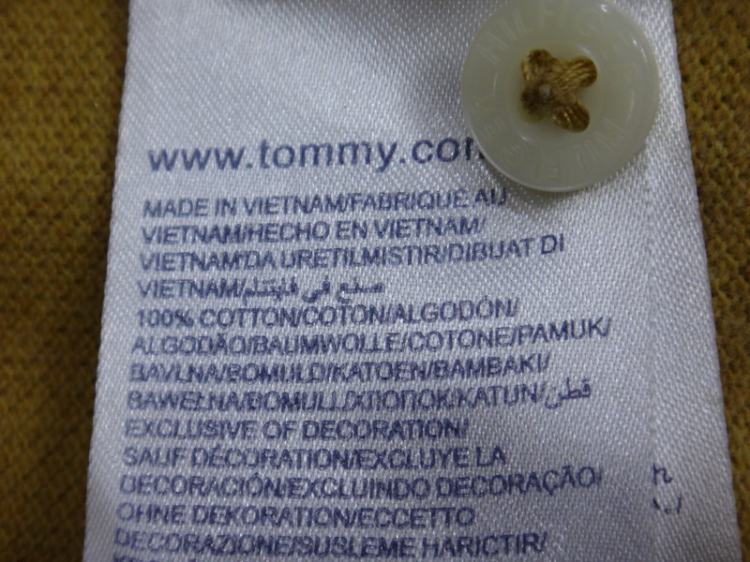 www.tommy.co
MADE IN VIETNAM/FABRIQUE AU
VIETNAM/HECHO EN VIETNAM/
VIETNAM'DA URETILMISTIR/DIBUAT DI
VIETNAM/صنع في فايتنام
100% COTTON/COTON/ALGODÓN/
ALGODÃO/BAUMWOLLE/COTONE/PAMUK/
BAVLNA/BOMULD/KATOEN/BAMBAKI/
BAWEŁNA/BOMULL/ХЛОПОК/KATUN/قطن
EXCLUSIVE OF DECORATION/
SAUF DÉCORATION/EXCLUYE LA
DECORACIÓN/EXCLUINDO DECORAÇÃO/
OHNE DEKORATION/ECCETTO
DECORAZIONE/SUSLEME HARICTIR/